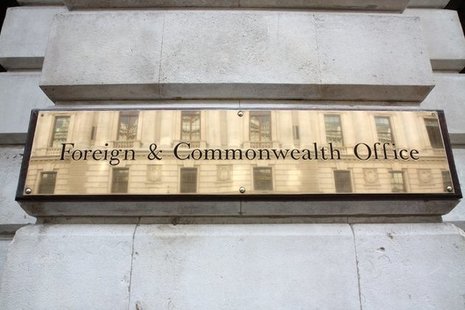 Foreign & Commonwealth Office